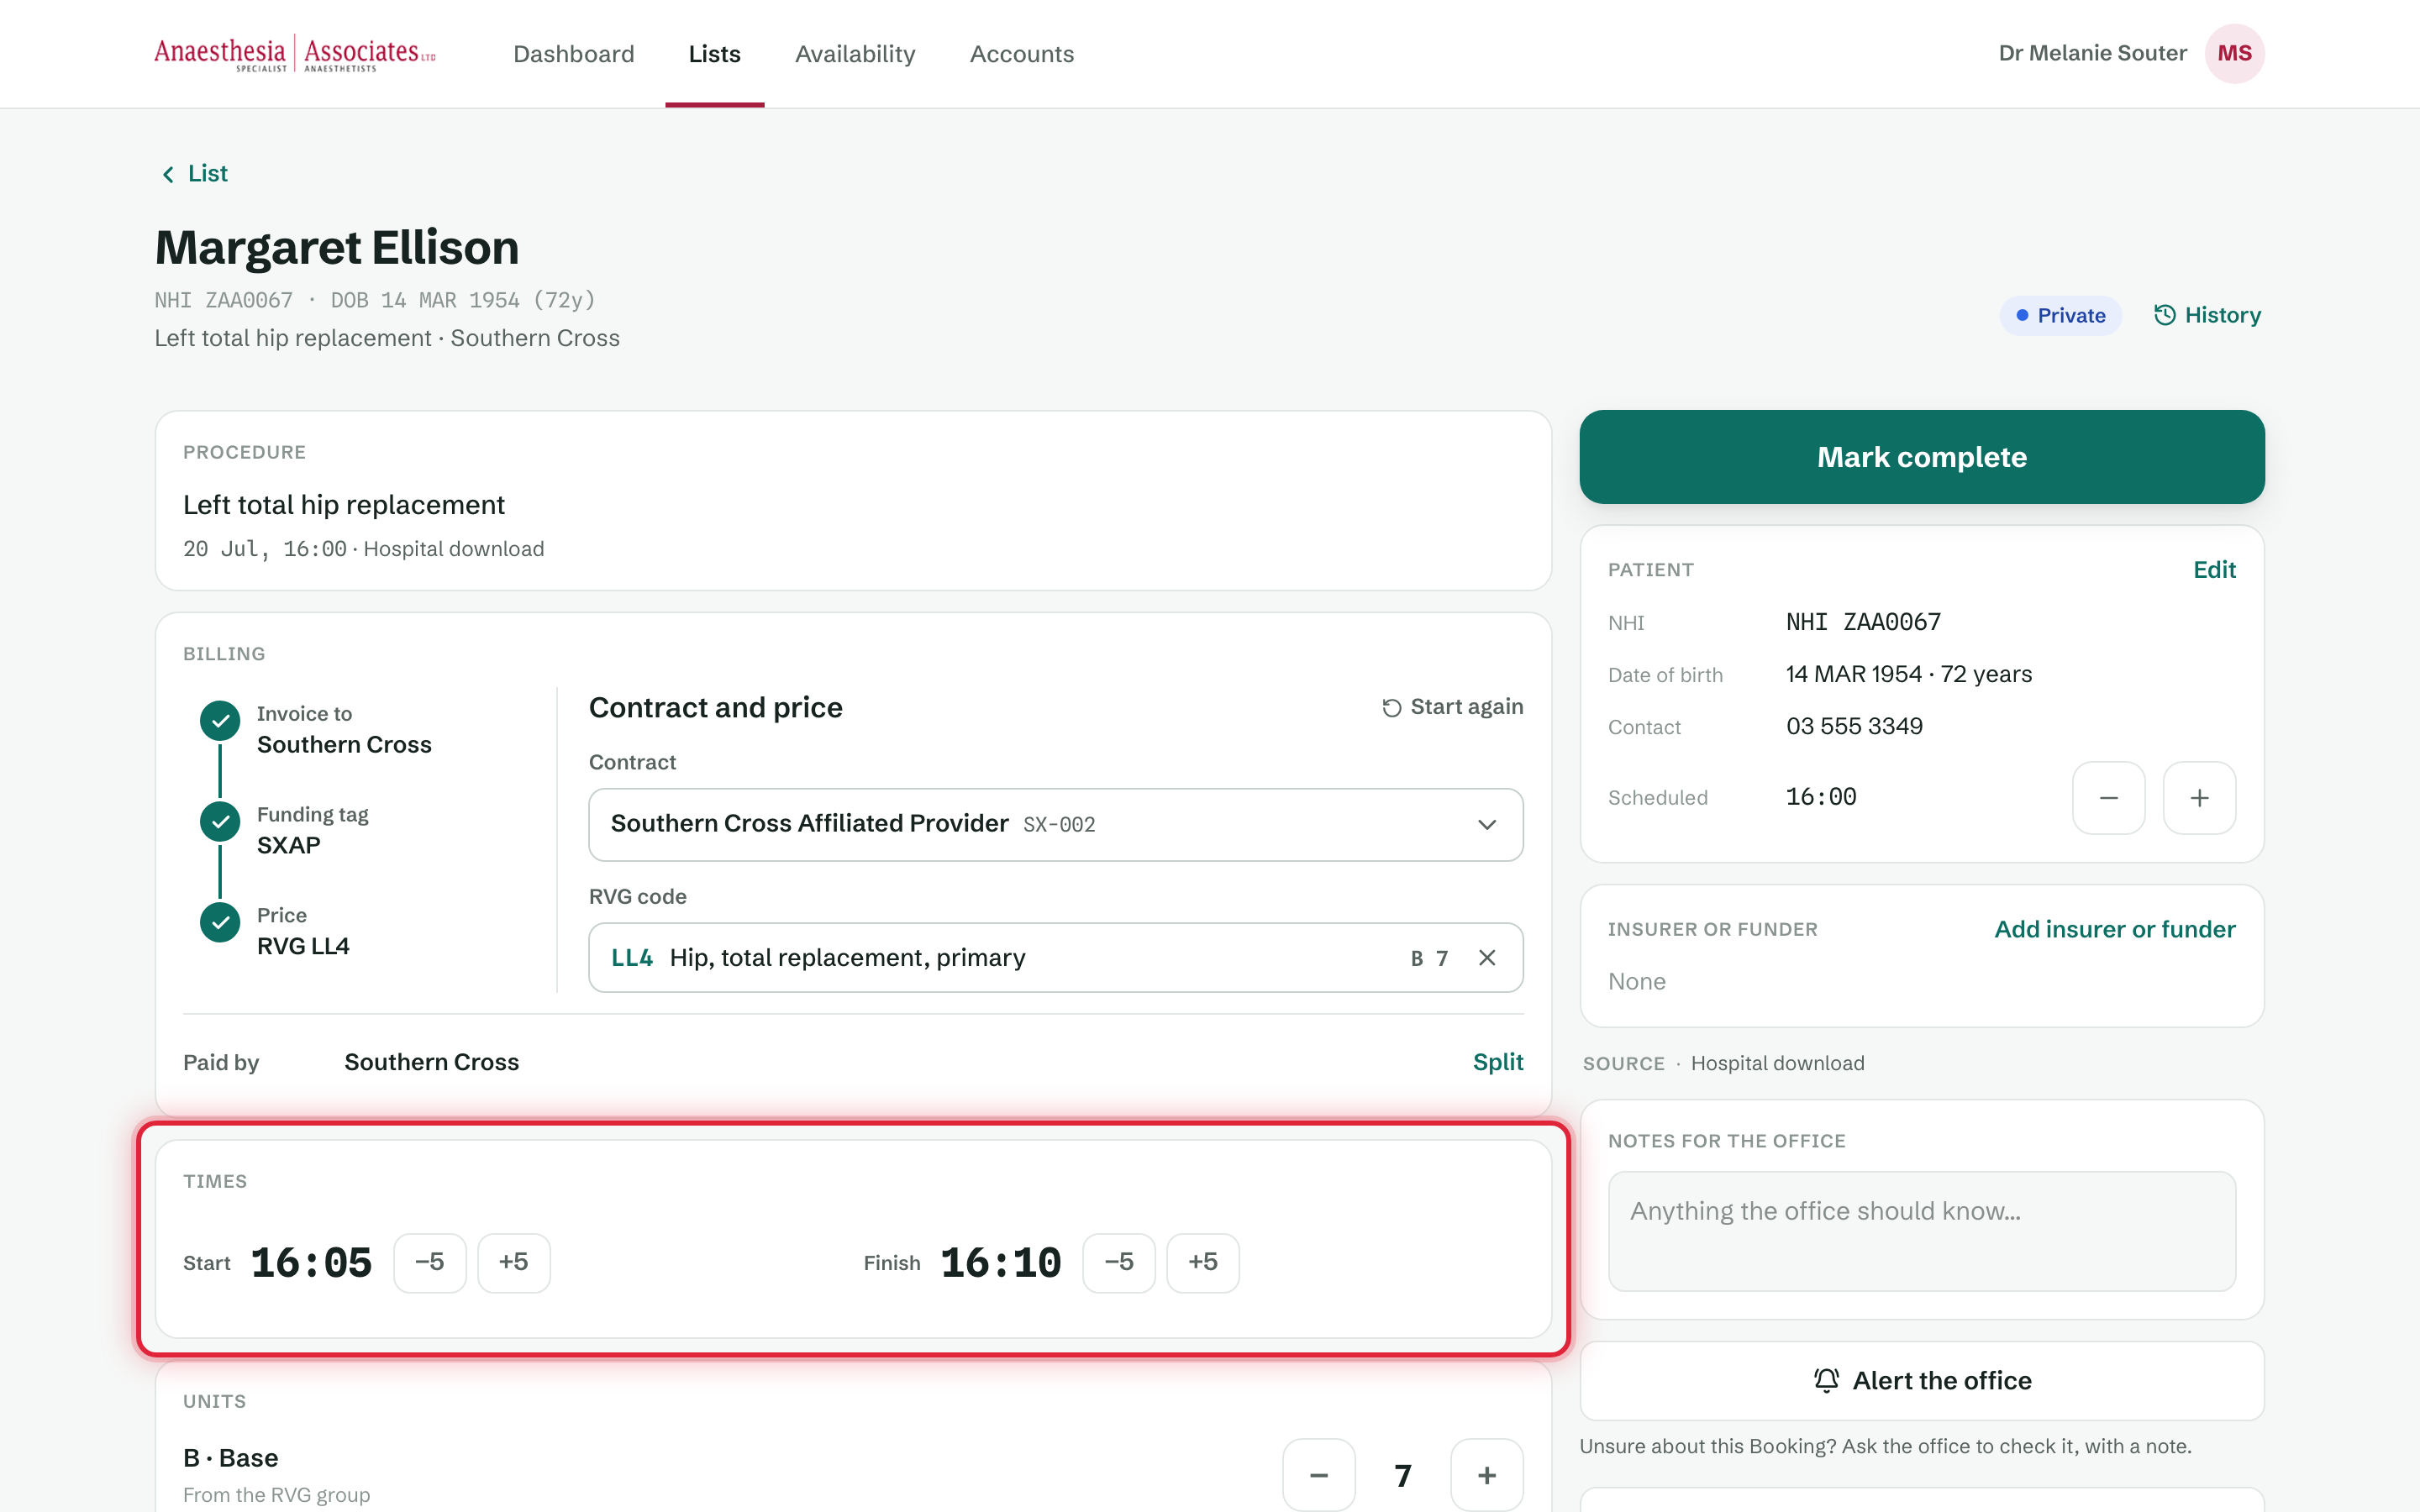 Anaesthesia | Associates LTD
SPECIALIST ANAESTHETISTS
Dashboard
Lists
Availability
Accounts
Dr Melanie Souter
MS
List
Margaret Ellison
NHI ZAA0067 · DOB 14 MAR 1954 (72y)
Left total hip replacement · Southern Cross
Private
History
PROCEDURE
Left total hip replacement
20 Jul, 16:00 · Hospital download
BILLING
Invoice to
Southern Cross
Funding tag
SXAP
Price
RVG LL4
Contract and price
Start again
Contract
Southern Cross Affiliated Provider SX-002
RVG code
LL4 Hip, total replacement, primary B 7
Paid by Southern Cross Split
TIMES
Start 16:05 −5 +5 Finish 16:10 −5 +5
UNITS
B · Base
From the RVG group
− 7 +
Mark complete
PATIENT Edit
NHI NHI ZAA0067
Date of birth 14 MAR 1954 · 72 years
Contact 03 555 3349
Scheduled 16:00 − +
INSURER OR FUNDER Add insurer or funder
None
SOURCE · Hospital download
NOTES FOR THE OFFICE
Anything the office should know...
Alert the office
Unsure about this Booking? Ask the office to check it, with a note.